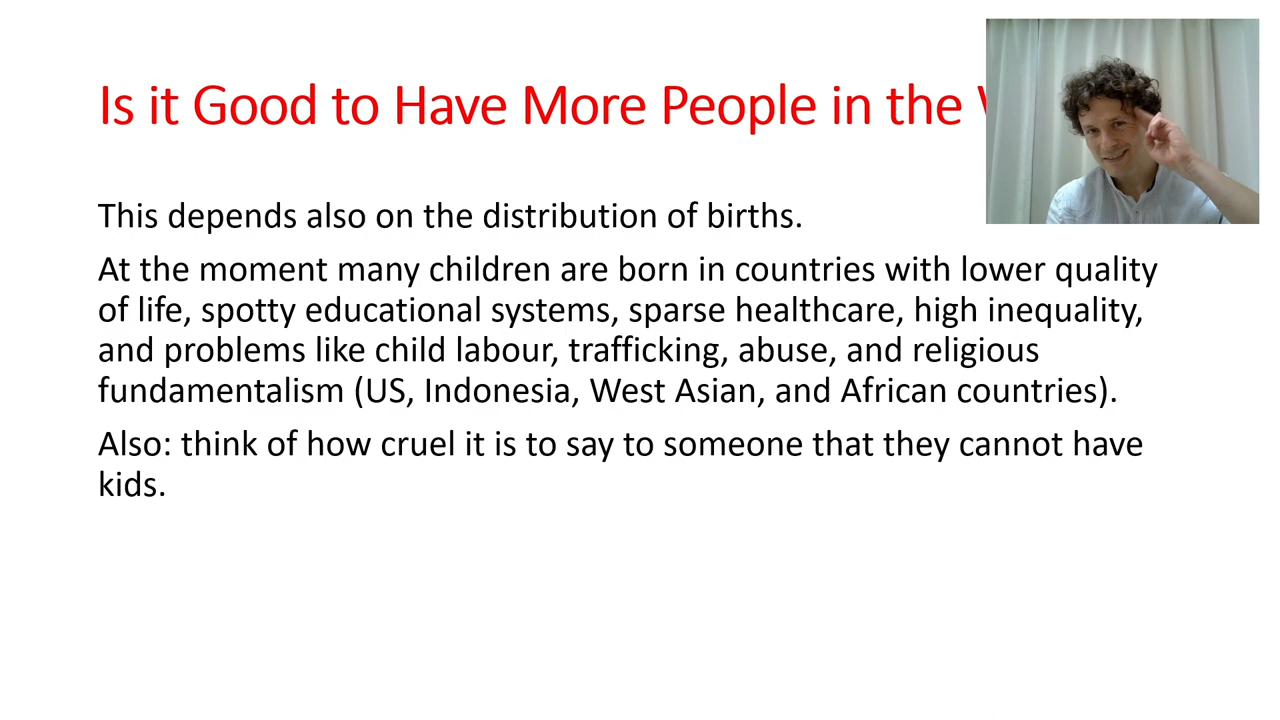 Is it Good to Have More People in the
This depends also on the distribution of births.
At the moment many children are born in countries with lower quality
of life, spotty educational systems, sparse healthcare, high inequality,
and problems like child labour, trafficking, abuse, and religious
fundamentalism (US, Indonesia, West Asian, and African countries).
Also: think of how cruel it is to say to someone that they cannot have
kids.